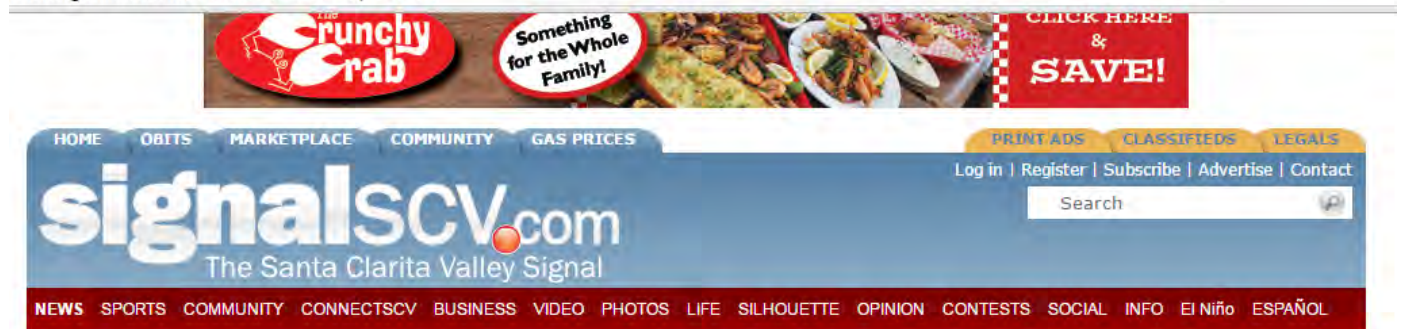 The
Crunchy
Crab
Something
for the Whole
Family!
CLICK HERE
&
SAVE!
HOME OBITS MARKETPLACE COMMUNITY GAS PRICES
PRINT ADS CLASSIFIEDS LEGALS
Log in | Register | Subscribe | Advertise | Contact
Search
signalSCV.com
The Santa Clarita Valley Signal
NEWS SPORTS COMMUNITY CONNECTSCV BUSINESS VIDEO PHOTOS LIFE SILHOUETTE OPINION CONTESTS SOCIAL INFO El Niño ESPAÑOL